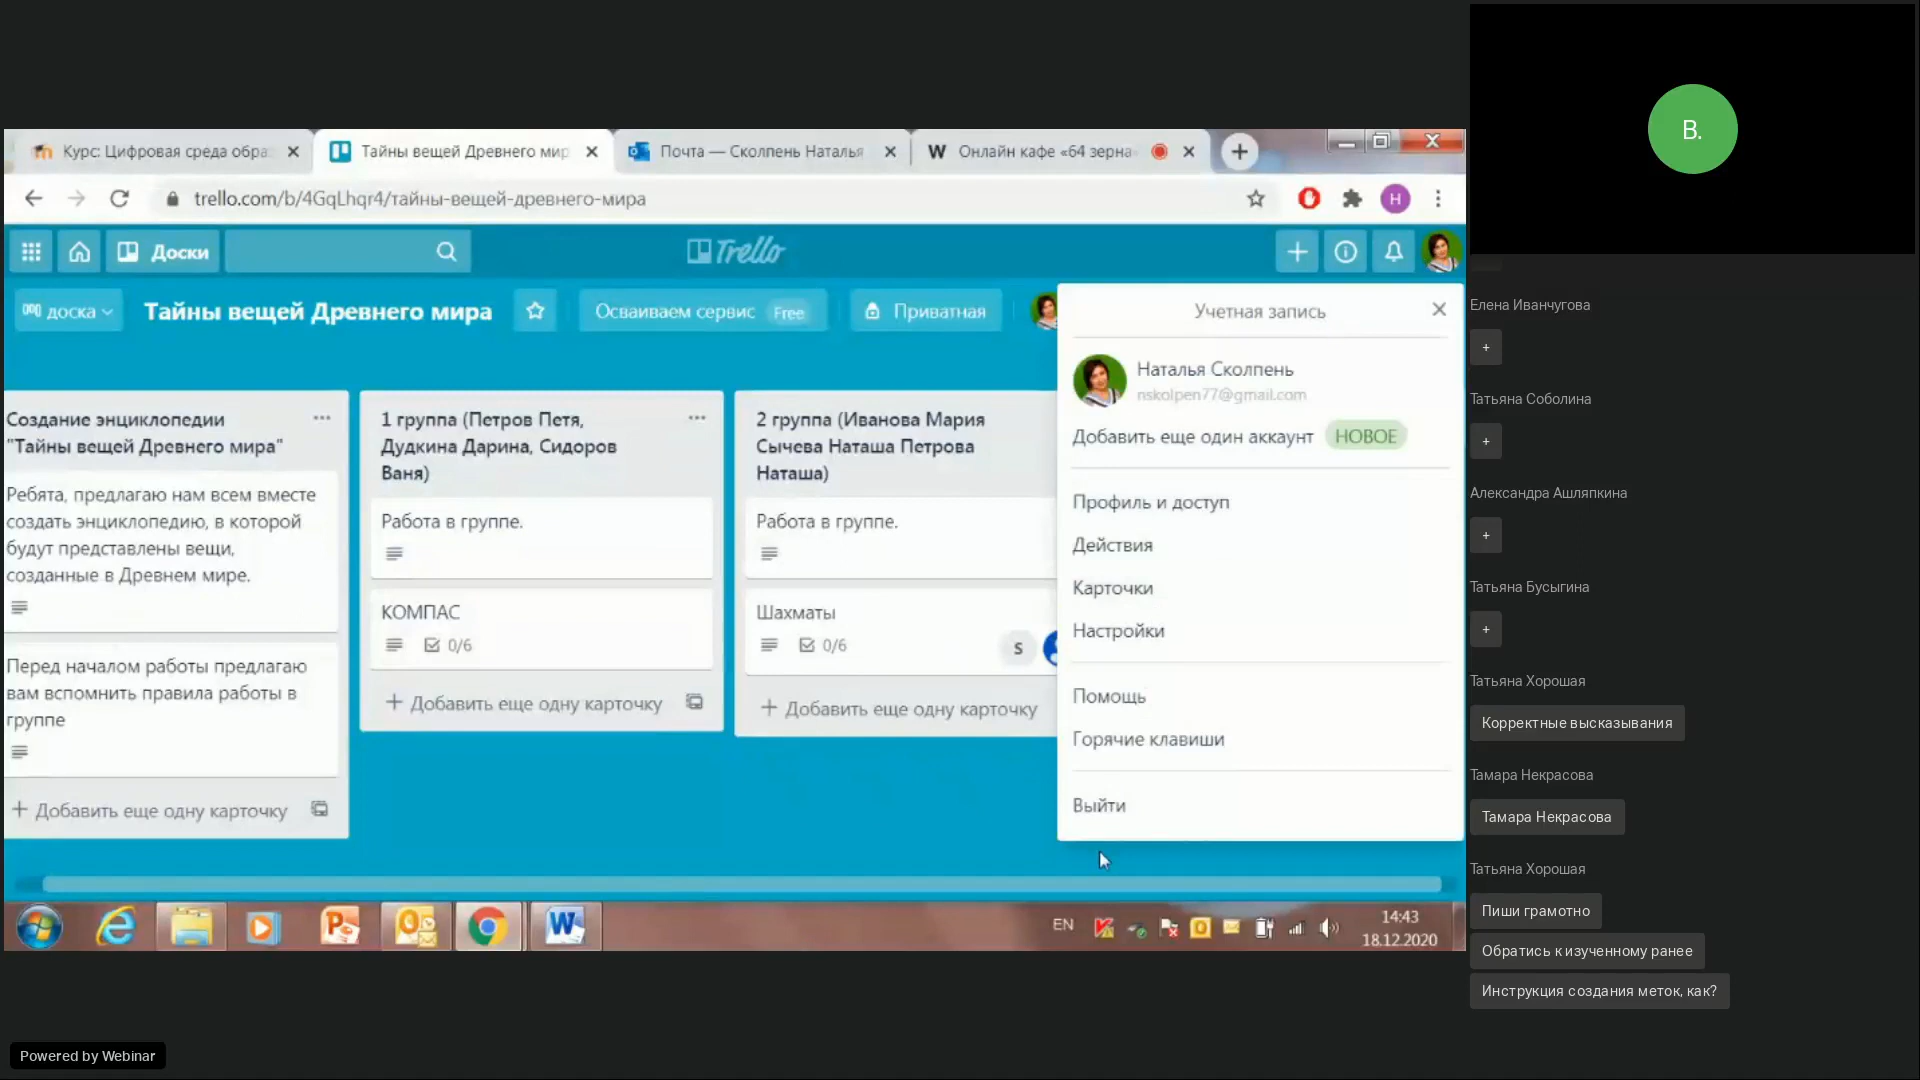 Курс: Цифровая среда обра
Тайны вещей Древнего мир
Почта — Сколпень Наталья
Онлайн кафе «64 зерна
trello.com/b/4GqLhqr4/тайны-вещей-древнего-мира
H
Доски
Trello
доска
Тайны вещей Древнего мира
Осваиваем сервис Free
Приватная
Создание энциклопедии
"Тайны вещей Древнего мира"
Ребята, предлагаю нам всем вместе
создать энциклопедию, в которой
будут представлены вещи,
созданные в Древнем мире.
Перед началом работы предлагаю
вам вспомнить правила работы в
группе
+ Добавить еще одну карточку
1 группа (Петров Петя,
Дудкина Дарина, Сидоров
Ваня)
Работа в группе.
КОМПАС
0/6
+ Добавить еще одну карточку
2 группа (Иванова Мария
Сычева Наташа Петрова
Наташа)
Работа в группе.
Шахматы
0/6
S
+ Добавить еще одну карточку
Учетная запись
Наталья Сколпень
nskolpen77@gmail.com
Добавить еще один аккаунт НОВОЕ
Профиль и доступ
Действия
Карточки
Настройки
Помощь
Горячие клавиши
Выйти
EN
14:43
18.12.2020
В.
Елена Иванчугова
+
Татьяна Соболина
+
Александра Ашляпкина
+
Татьяна Бусыгина
+
Татьяна Хорошая
Корректные высказывания
Тамара Некрасова
Тамара Некрасова
Татьяна Хорошая
Пиши грамотно
Обратись к изученному ранее
Инструкция создания меток, как?
Powered by Webinar